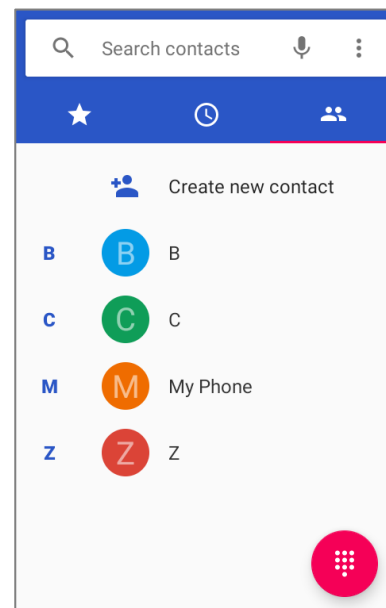 Search contacts
Create new contact
B B B
C C C
M M My Phone
Z Z Z